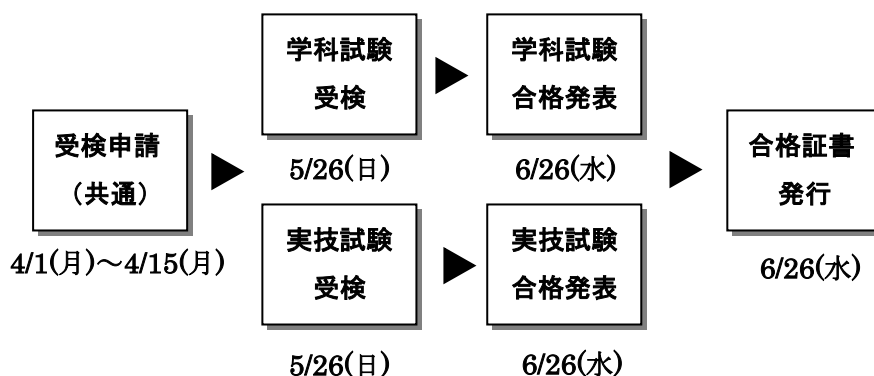 受検申請
（共通）
4/1(月)～4/15(月)
学科試験
受検
5/26(日)
学科試験
合格発表
6/26(水)
実技試験
受検
5/26(日)
実技試験
合格発表
6/26(水)
合格証書
発行
6/26(水)